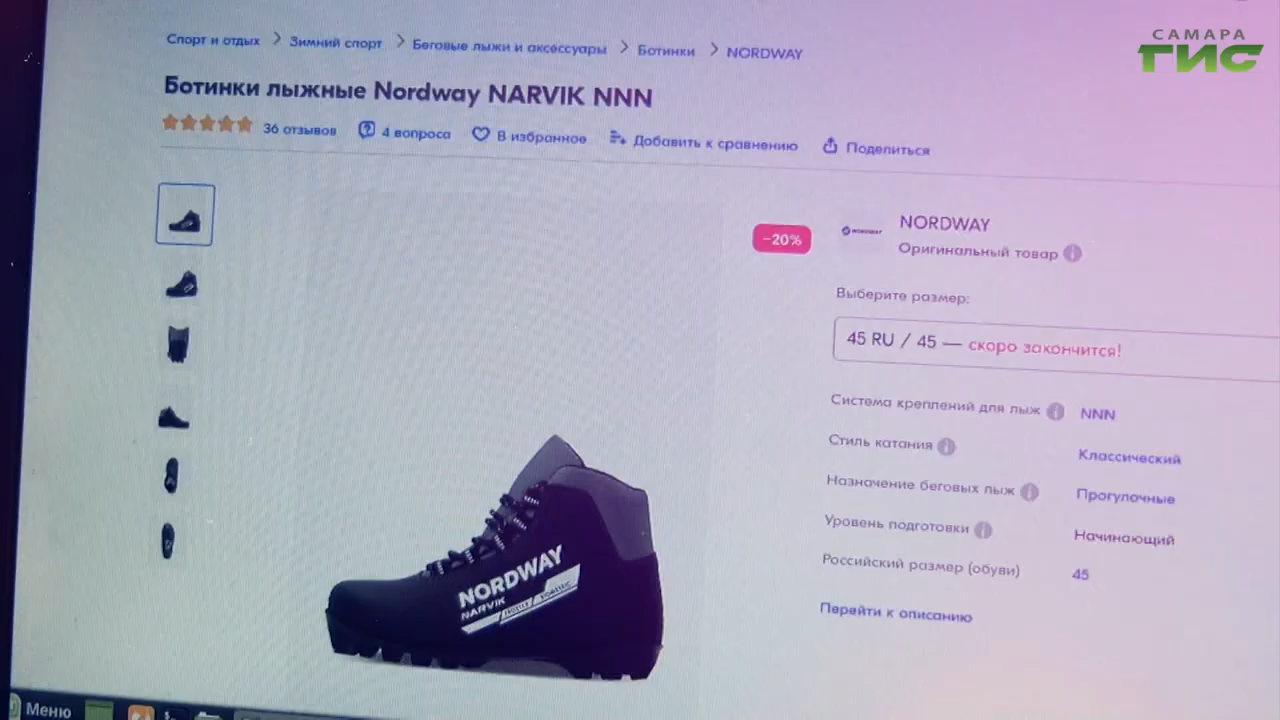 САМАРА
ГИС
Спорт и отдых > Зимний спорт > Беговые лыжи и аксессуары > Ботинки > NORDWAY
Ботинки лыжные Nordway NARVIK NNN
36 отзывов 4 вопроса В избранное Добавить к сравнению Поделиться
−20%
NORDWAY
NORDWAY
Оригинальный товар
Выберите размер:
45 RU / 45 — скоро закончится!
Система креплений для лыж NNN
Стиль катания Классический
Назначение беговых лыж Прогулочные
Уровень подготовки Начинающий
Российский размер (обуви) 45
Перейти к описанию
NORDWAY
NARVIK
Меню